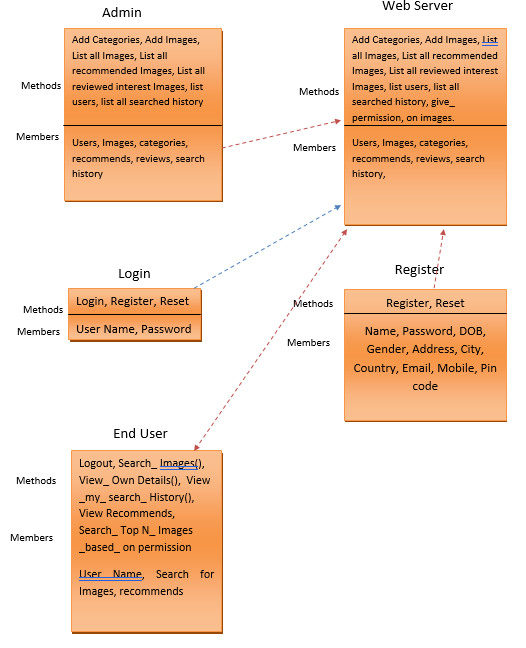 Admin
Add Categories, Add Images,
List all Images, List all
recommended Images, List all
reviewed interest Images, list
users, list all searched history
Methods
Members
Users, Images, categories,
recommends, reviews, search
history
Web Server
Add Categories, Add Images, List
all Images, List all recommended
Images, List all reviewed interest
Images, list users, list all
searched history, give_
permission, on images.
Methods
Members
Users, Images, categories,
recommends, reviews, search
history,
Login
Login, Register, Reset
Methods
Members
User Name, Password
Register
Methods
Register, Reset
Members
Name, Password, DOB,
Gender, Address, City,
Country, Email, Mobile, Pin
code
End User
Logout, Search_ Images(),
View_ Own Details(), View
_my_ search_ History(),
View Recommends,
Search_ Top N_ Images
_based_ on permission
Methods
Members
User Name, Search for
Images, recommends